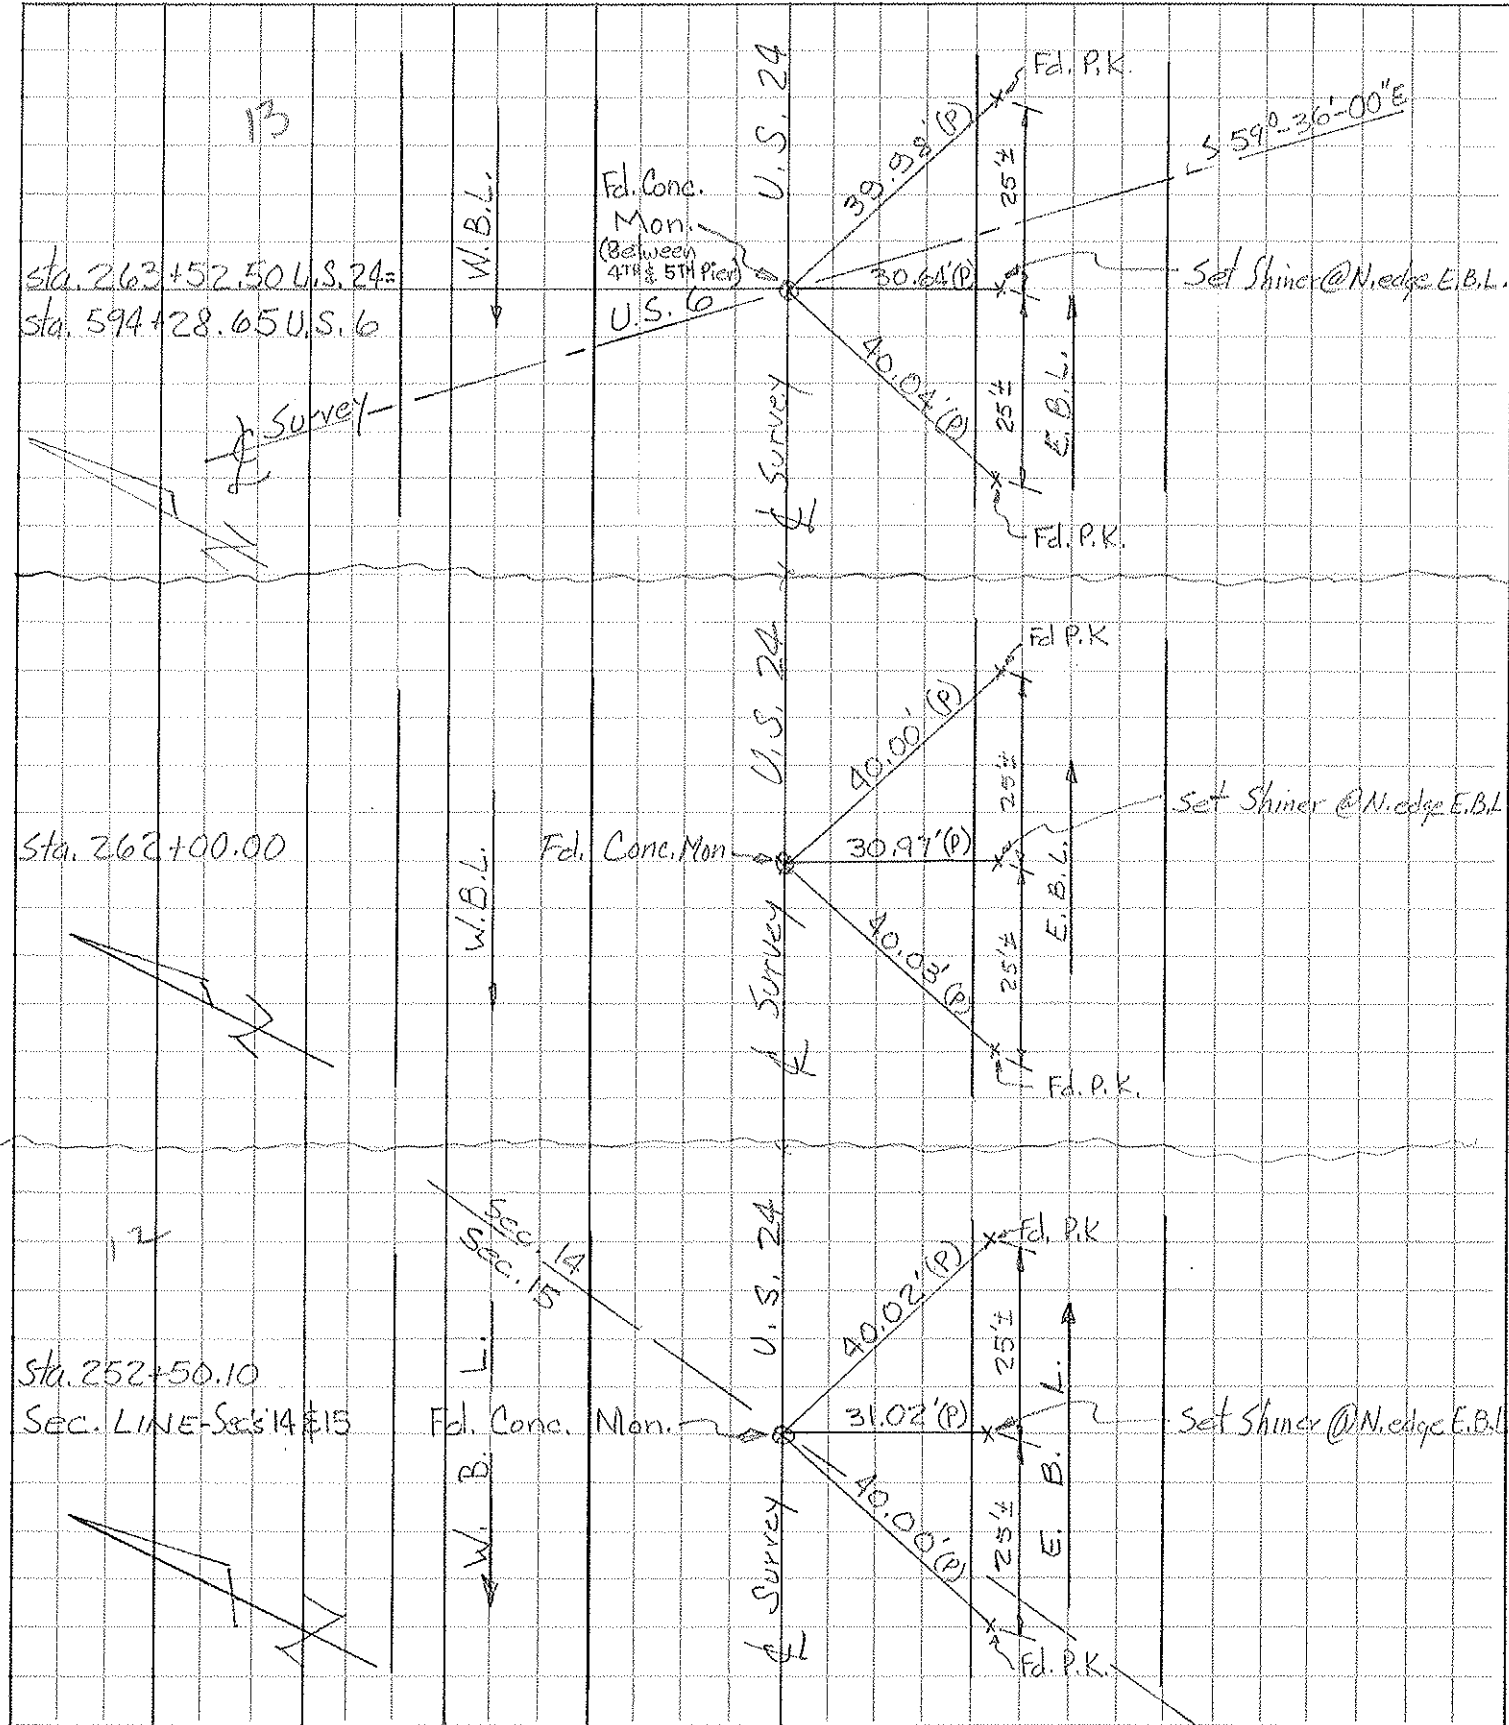 13
W.B.L.
U.S. 24
Fd. P.K.
39.98'(P)
25'±
S 59°-36'-00"E
Fd. Conc.
Mon.
(Between
4TH & 5TH Pier)
sta. 263+52.50 U.S. 24=
sta. 594+28.65 U.S. 6
U.S. 6
30.64'(P)
Set Shiner @ N. edge E.B.L.
40.04'(P)
25'±
E.B.L.
℄ Survey
℄ Survey
N
Fd. P.K.
U.S. 24
Fd P.K
40.00'(P)
25'±
Set Shiner @ N. edge E.B.L
sta. 262+00.00
W.B.L.
Fd. Conc. Mon
30.97'(P)
E.B.L.
40.03'(P)
25'±
℄ Survey
N
Fd. P.K.
12
Sec. 14
Sec. 15
U.S. 24
Fd. P.K
40.02'(P)
25'±
sta. 252+50.10
Sec. LINE-Sec's 14 & 15
W. B. L.
Fd. Conc. Mon.
31.02'(P)
Set Shiner @ N. edge E.B.L
40.00'(P)
25'±
E. B. L.
℄ Survey
N
Fd. P.K.